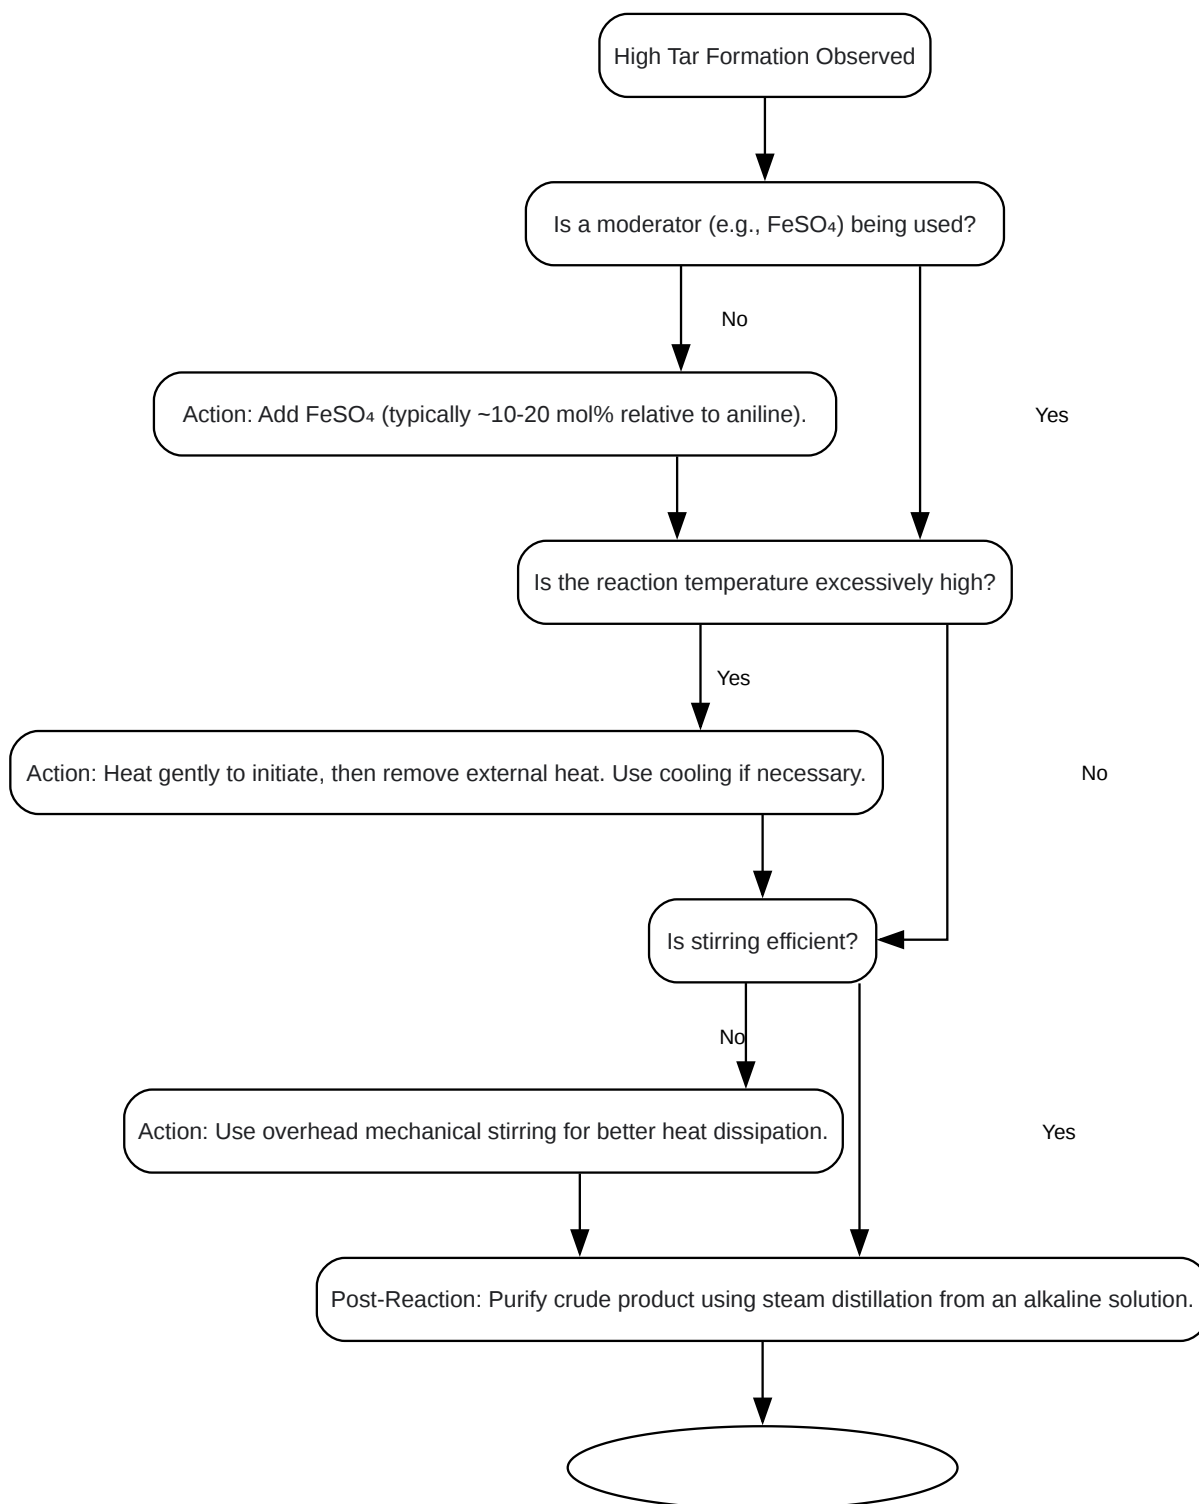 High Tar Formation Observed
Is a moderator (e.g., FeSO₄) being used?
No
Action: Add FeSO₄ (typically ~10-20 mol% relative to aniline).
Yes
Is the reaction temperature excessively high?
Yes
Action: Heat gently to initiate, then remove external heat. Use cooling if necessary.
No
Is stirring efficient?
No
Action: Use overhead mechanical stirring for better heat dissipation.
Yes
Post-Reaction: Purify crude product using steam distillation from an alkaline solution.